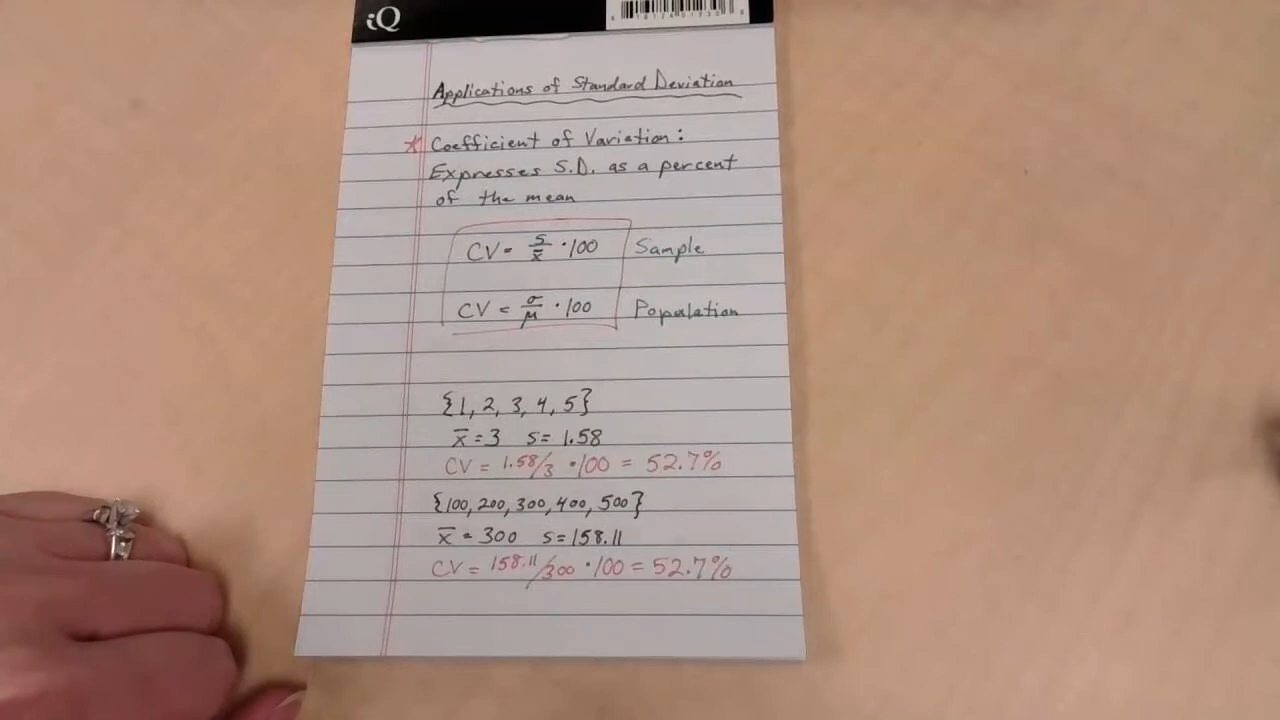 iQ
Applications of Standard Deviation
* Coefficient of Variation:
Expresses S.D. as a percent
of the mean
CV = s/x̄ · 100 Sample
CV = σ/μ · 100 Population
{1, 2, 3, 4, 5}
x̄ = 3 s = 1.58
CV = 1.58/3 · 100 = 52.7%
{100, 200, 300, 400, 500}
x̄ = 300 s = 158.11
CV = 158.11/300 · 100 = 52.7%